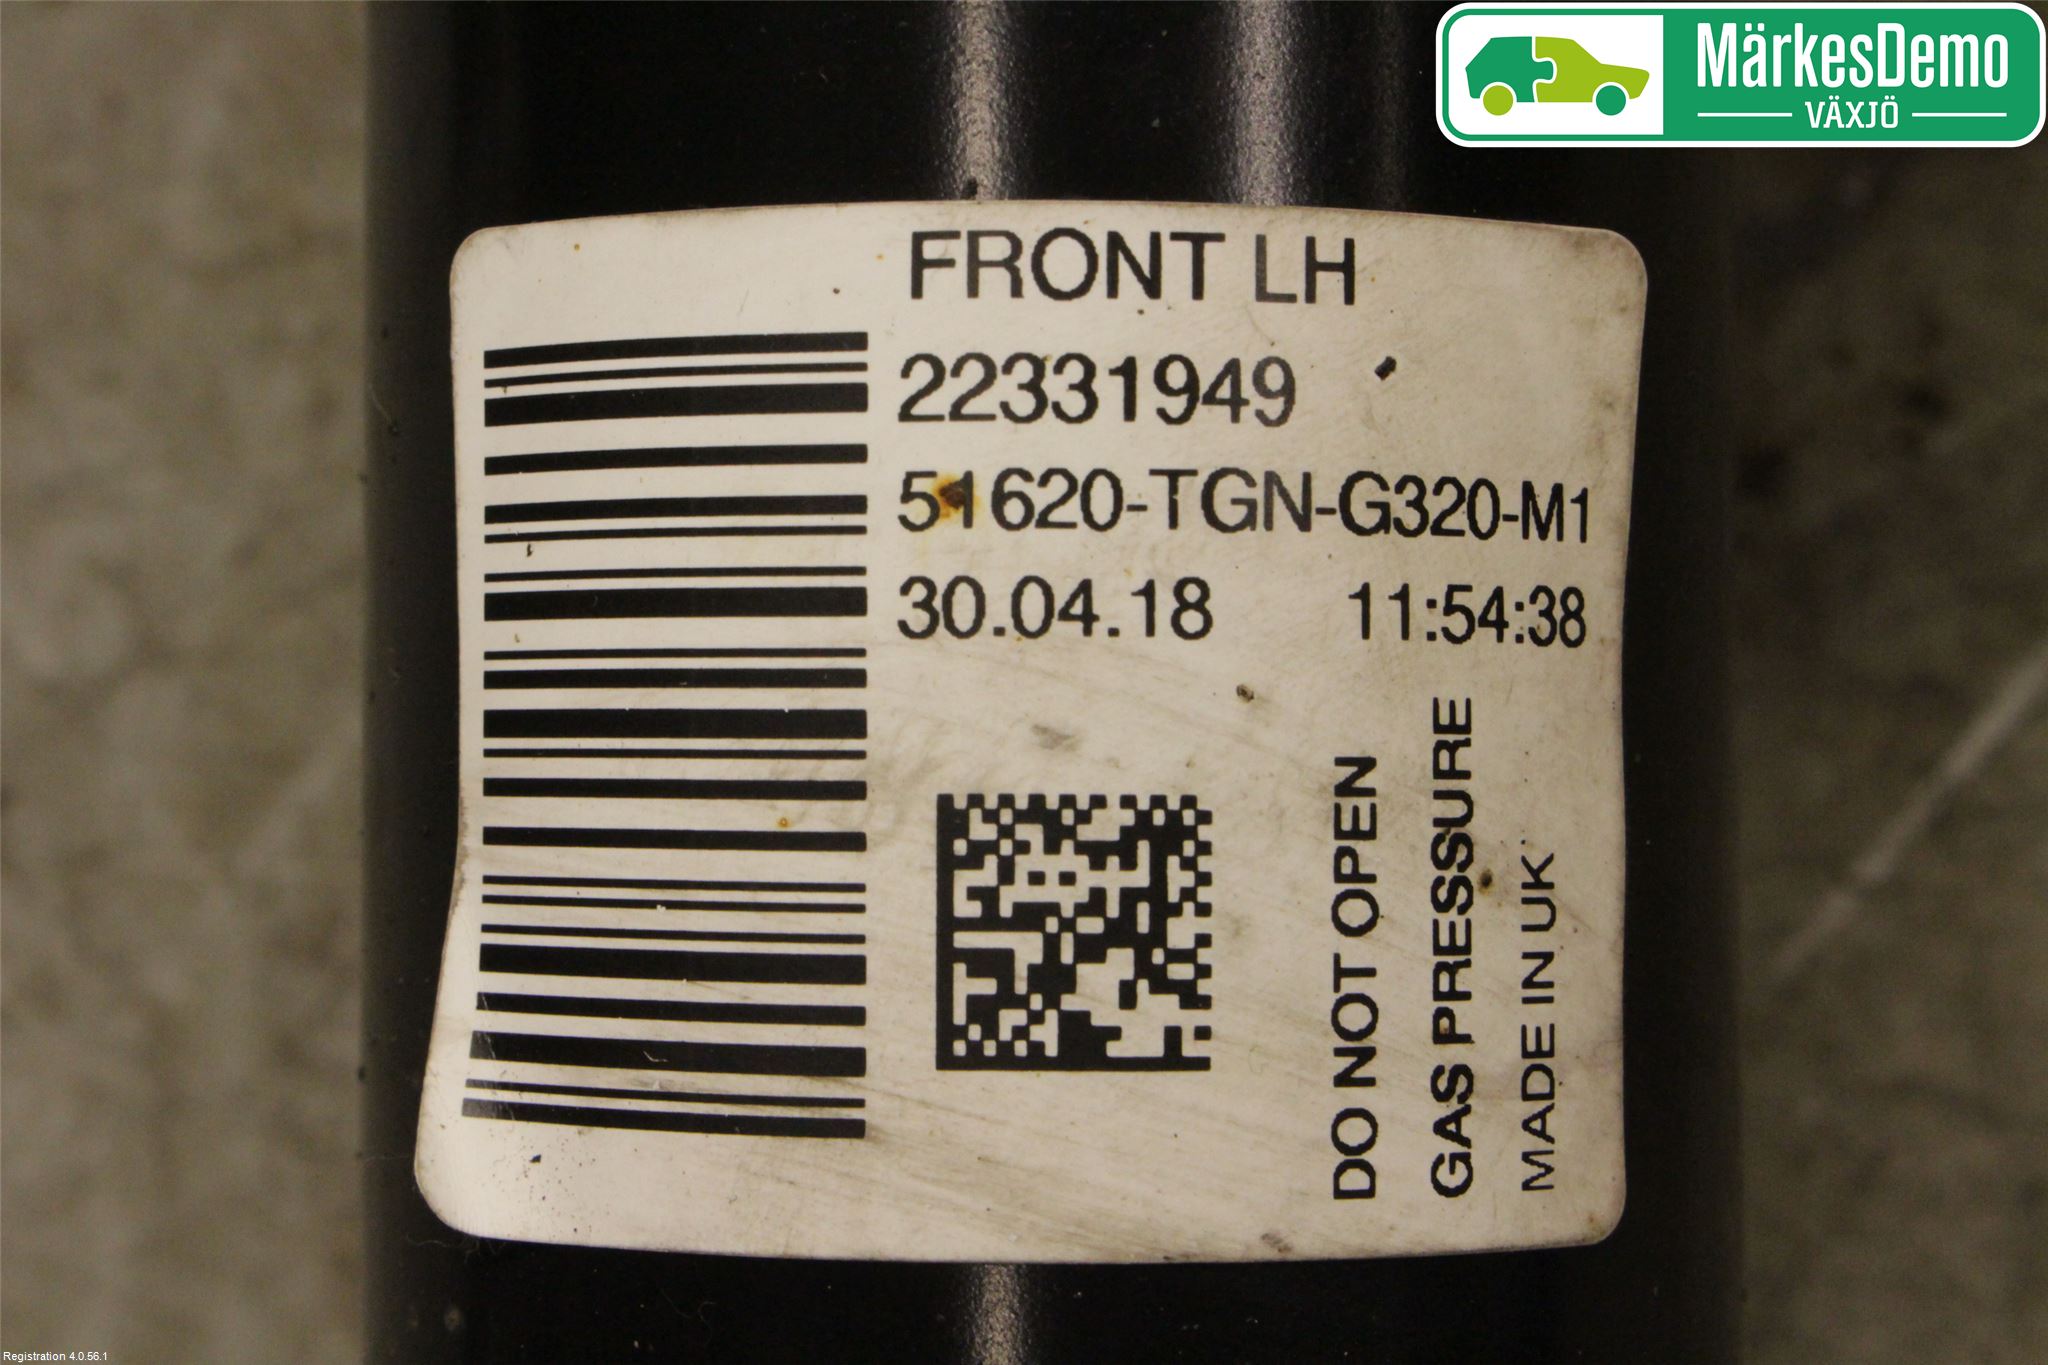 MärkesDemo
VÄXJÖ
FRONT LH
22331949
51620-TGN-G320-M1
30.04.18 11:54:38
DO NOT OPEN
GAS PRESSURE
MADE IN UK
Registration 4.0.56.1